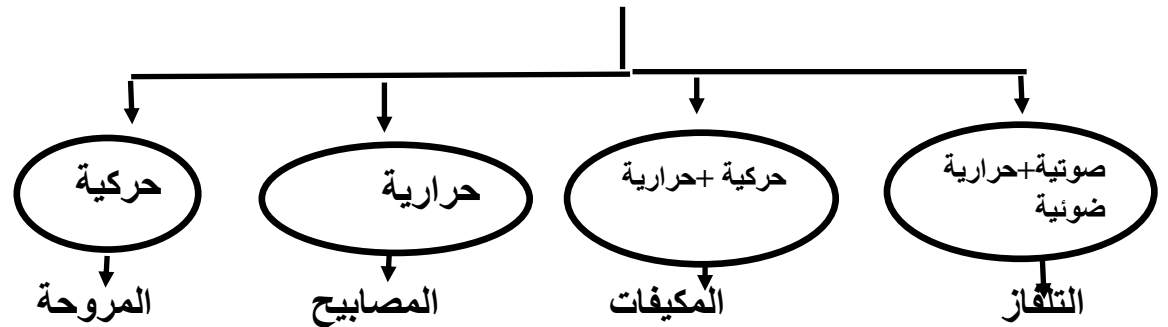 صوتية+حرارية
ضوئية
حركية +حرارية
حرارية
حركية
التلفاز
المكيفات
المصابيح
المروحة